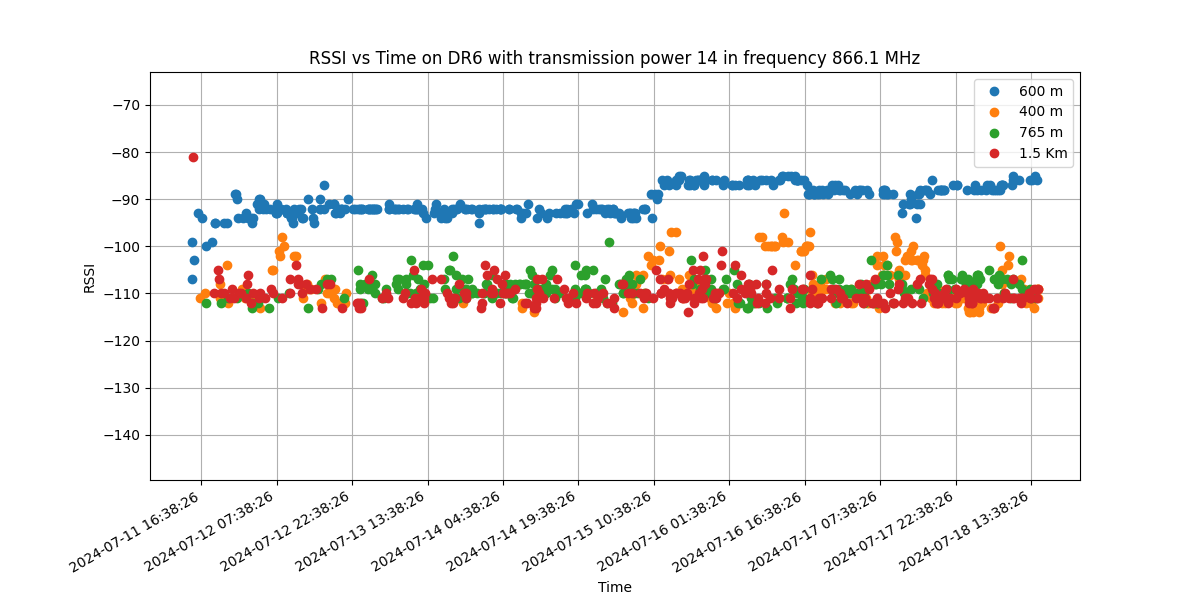 RSSI vs Time on DR6 with transmission power 14 in frequency 866.1 MHz
600 m
400 m
765 m
1.5 Km
−70
−80
−90
−100
−110
−120
−130
−140
RSSI
2024-07-11 16:38:26
2024-07-12 07:38:26
2024-07-12 22:38:26
2024-07-13 13:38:26
2024-07-14 04:38:26
2024-07-14 19:38:26
2024-07-15 10:38:26
2024-07-16 01:38:26
2024-07-16 16:38:26
2024-07-17 07:38:26
2024-07-17 22:38:26
2024-07-18 13:38:26
Time